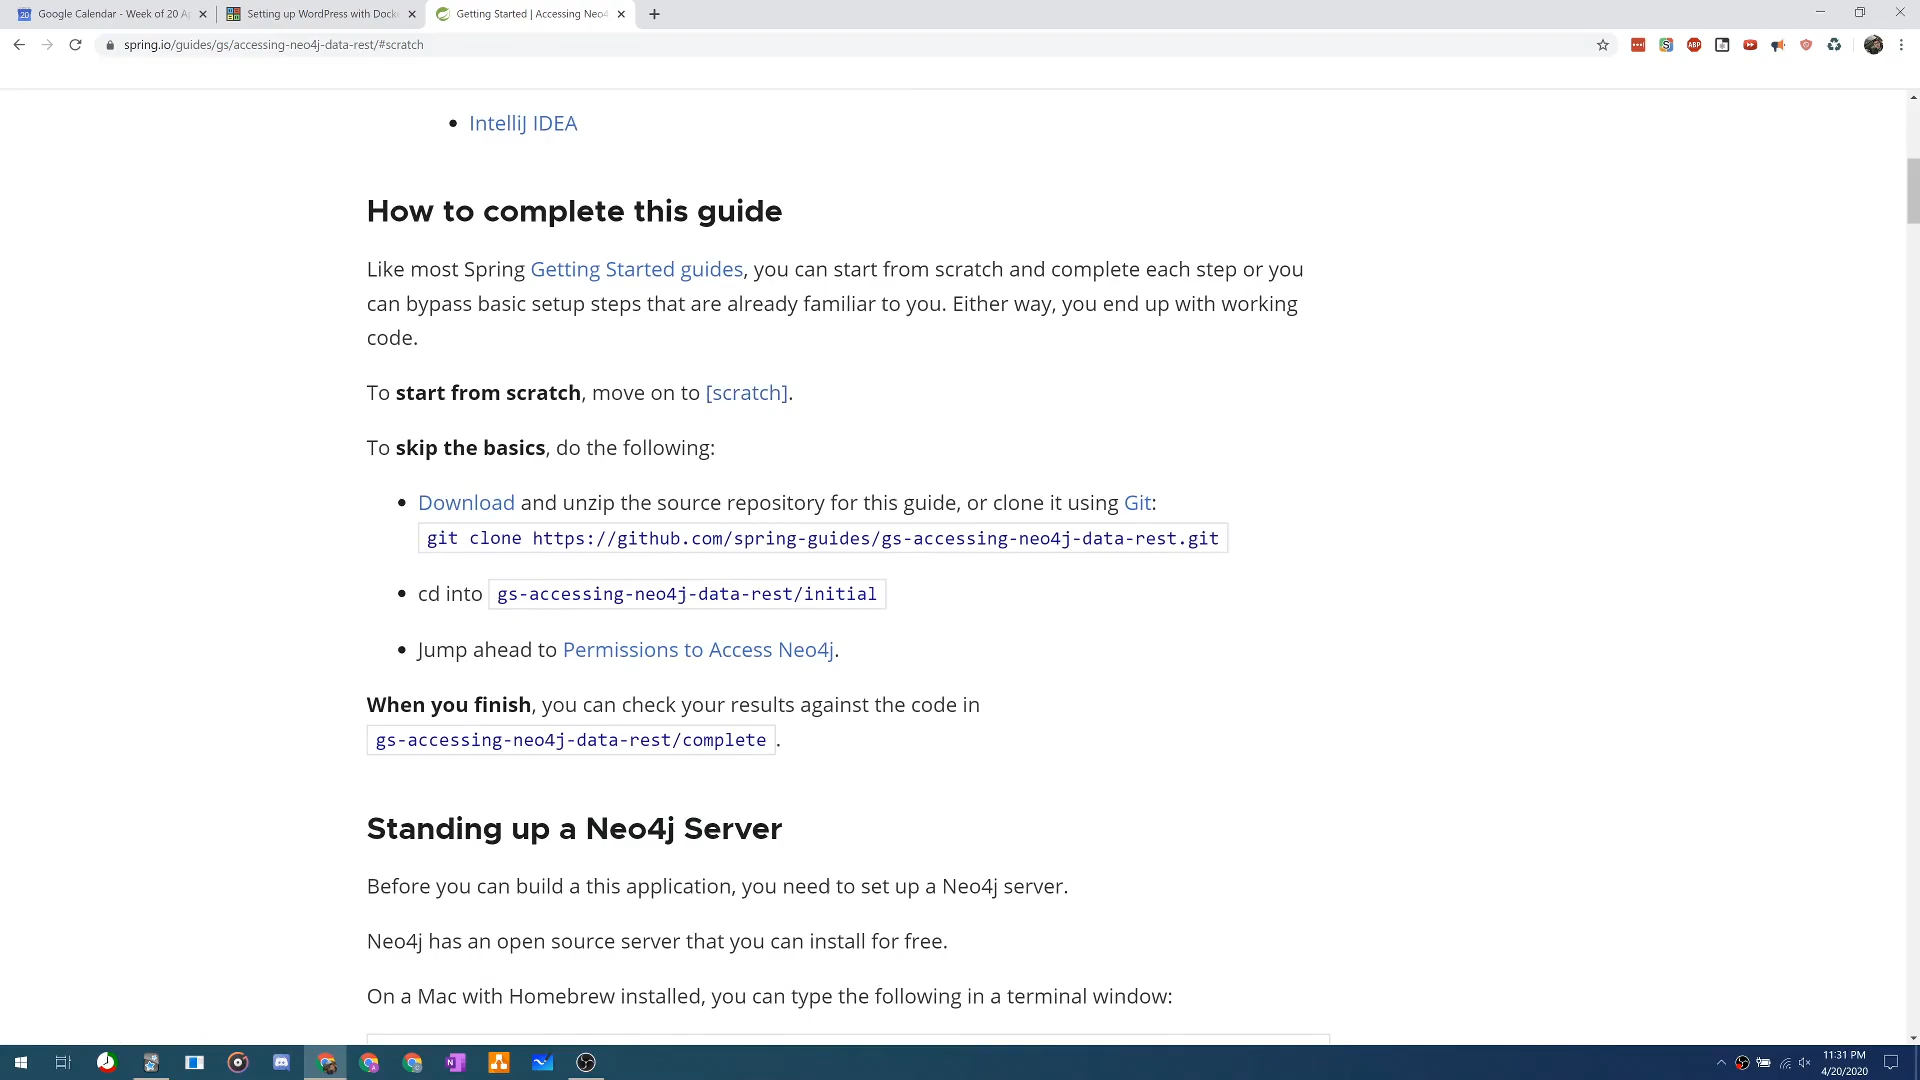 Google Calendar - Week of 20 Ap
Setting up WordPress with Docke
Getting Started | Accessing Neo4
spring.io/guides/gs/accessing-neo4j-data-rest/#scratch
IntelliJ IDEA
How to complete this guide
Like most Spring Getting Started guides, you can start from scratch and complete each step or you
can bypass basic setup steps that are already familiar to you. Either way, you end up with working
code.
To start from scratch, move on to [scratch].
To skip the basics, do the following:
Download and unzip the source repository for this guide, or clone it using Git:
git clone https://github.com/spring-guides/gs-accessing-neo4j-data-rest.git
cd into gs-accessing-neo4j-data-rest/initial
Jump ahead to Permissions to Access Neo4j.
When you finish, you can check your results against the code in
gs-accessing-neo4j-data-rest/complete.
Standing up a Neo4j Server
Before you can build a this application, you need to set up a Neo4j server.
Neo4j has an open source server that you can install for free.
On a Mac with Homebrew installed, you can type the following in a terminal window:
11:31 PM
4/20/2020